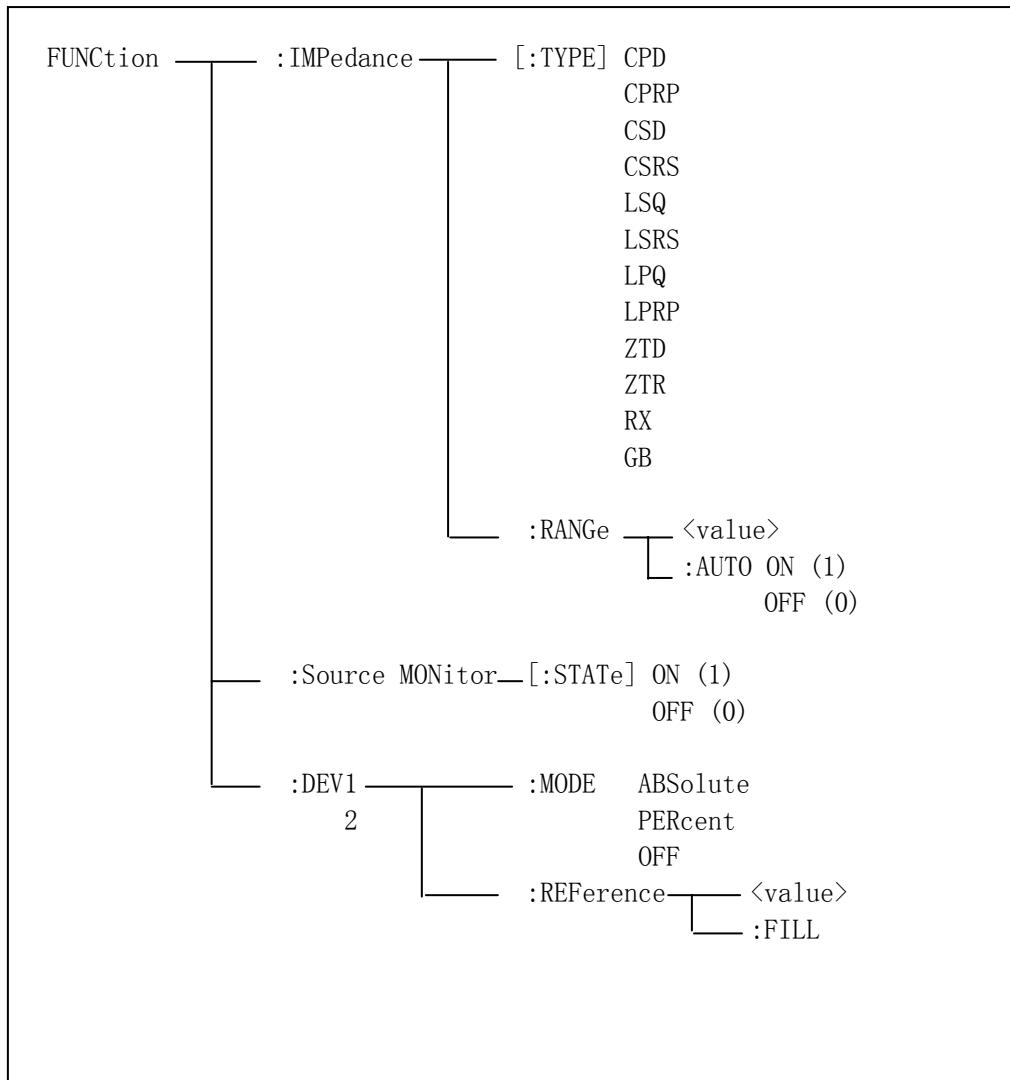 FUNCtion :IMPedance [:TYPE] CPD
CPRP
CSD
CSRS
LSQ
LSRS
LPQ
LPRP
ZTD
ZTR
RX
GB
:RANGe <value>
:AUTO ON (1)
OFF (0)
:Source MONitor [:STATe] ON (1)
OFF (0)
:DEV1 :MODE ABSolute
2 PERcent
OFF
:REFerence <value>
:FILL